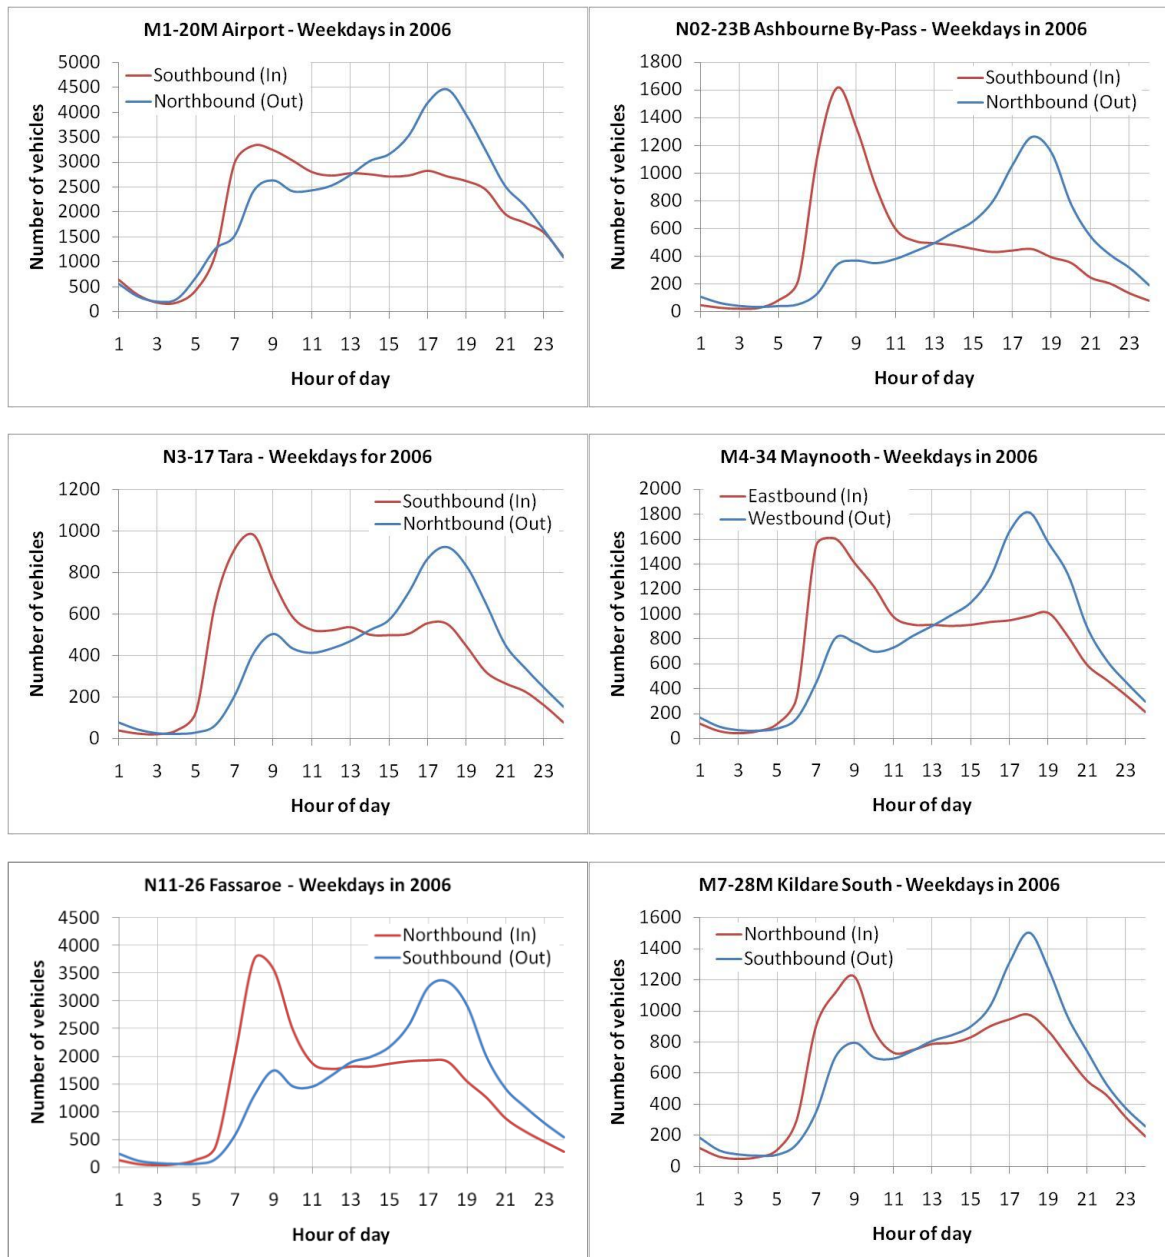 M1-20M Airport - Weekdays in 2006
Number of vehicles
5000
4500
4000
3500
3000
2500
2000
1500
1000
500
0
Southbound (In)
Northbound (Out)
1 3 5 7 9 11 13 15 17 19 21 23
Hour of day
N02-23B Ashbourne By-Pass - Weekdays in 2006
Number of vehicles
1800
1600
1400
1200
1000
800
600
400
200
0
Southbound (In)
Northbound (Out)
1 3 5 7 9 11 13 15 17 19 21 23
Hour of day
N3-17 Tara - Weekdays for 2006
Number of vehicles
1200
1000
800
600
400
200
0
Southbound (In)
Norhtbound (Out)
1 3 5 7 9 11 13 15 17 19 21 23
Hour of day
M4-34 Maynooth - Weekdays in 2006
Number of vehicles
2000
1800
1600
1400
1200
1000
800
600
400
200
0
Eastbound (In)
Westbound (Out)
1 3 5 7 9 11 13 15 17 19 21 23
Hour of day
N11-26 Fassaroe - Weekdays in 2006
Number of vehicles
4500
4000
3500
3000
2500
2000
1500
1000
500
0
Northbound (In)
Southbound (Out)
1 3 5 7 9 11 13 15 17 19 21 23
Hour of day
M7-28M Kildare South - Weekdays in 2006
Number of vehicles
1600
1400
1200
1000
800
600
400
200
0
Northbound (In)
Southbound (Out)
1 3 5 7 9 11 13 15 17 19 21 23
Hour of day